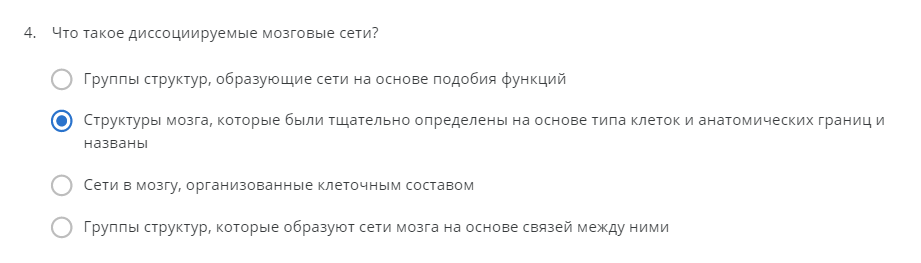 4. Что такое диссоциируемые мозговые сети?
Группы структур, образующие сети на основе подобия функций
Структуры мозга, которые были тщательно определены на основе типа клеток и анатомических границ и
названы
Сети в мозгу, организованные клеточным составом
Группы структур, которые образуют сети мозга на основе связей между ними